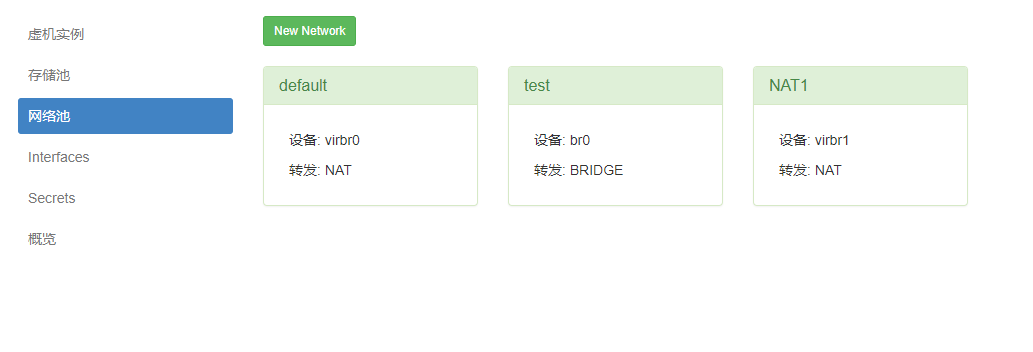 虚机实例
存储池
网络池
Interfaces
Secrets
概览
New Network
default
设备: virbr0
转发: NAT
test
设备: br0
转发: BRIDGE
NAT1
设备: virbr1
转发: NAT